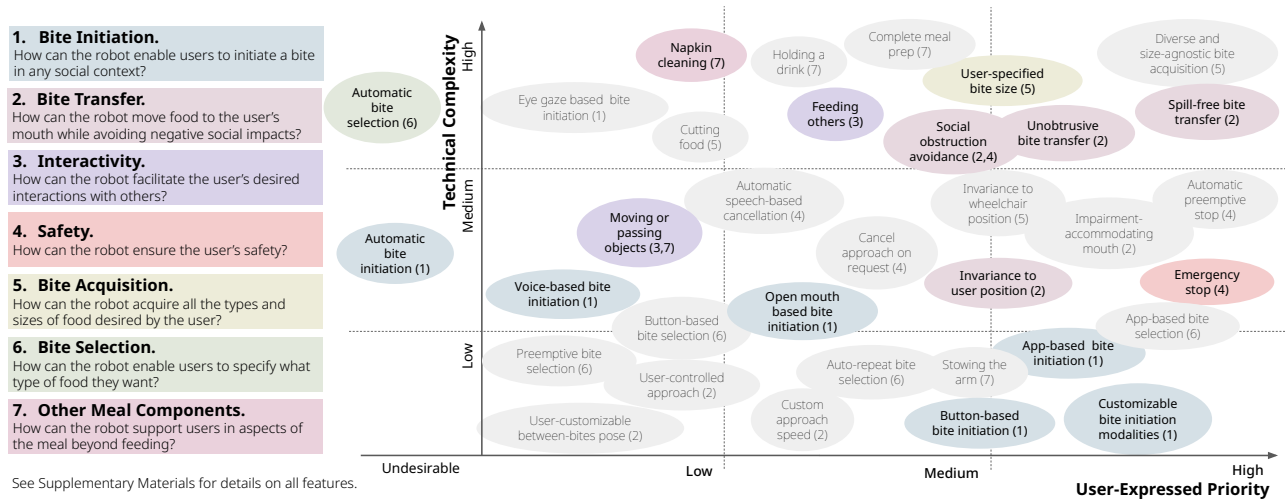 1. Bite Initiation.
How can the robot enable users to initiate a bite
in any social context?
2. Bite Transfer.
How can the robot move food to the user's
mouth while avoiding negative social impacts?
3. Interactivity.
How can the robot facilitate the user's desired
interactions with others?
4. Safety.
How can the robot ensure the user's safety?
5. Bite Acquisition.
How can the robot acquire all the types and
sizes of food desired by the user?
6. Bite Selection.
How can the robot enable users to specify what
type of food they want?
7. Other Meal Components.
How can the robot support users in aspects of
the meal beyond feeding?
See Supplementary Materials for details on all features.
Technical Complexity
High
Medium
Low
Automatic
bite
selection (6)
Automatic
bite
initiation (1)
Napkin
cleaning (7)
Holding a
drink (7)
Complete meal
prep (7)
Diverse and
size-agnostic bite
acquisition (5)
User-specified
bite size (5)
Eye gaze based bite
initiation (1)
Cutting
food (5)
Feeding
others (3)
Social
obstruction
avoidance (2,4)
Unobtrusive
bite transfer (2)
Spill-free bite
transfer (2)
Moving or
passing
objects (3,7)
Automatic
speech-based
cancellation (4)
Cancel
approach on
request (4)
Invariance to
wheelchair
position (5)
Impairment-
accommodating
mouth (2)
Automatic
preemptive
stop (4)
Voice-based bite
initiation (1)
Open mouth
based bite
initiation (1)
Invariance to
user position (2)
Emergency
stop (4)
Button-based
bite selection (6)
App-based bite
selection (6)
App-based bite
initiation (1)
Preemptive bite
selection (6)
User-controlled
approach (2)
Auto-repeat bite
selection (6)
Stowing the
arm (7)
User-customizable
between-bites pose (2)
Custom
approach
speed (2)
Button-based
bite initiation (1)
Customizable
bite initiation
modalities (1)
Undesirable
Low
Medium
High
User-Expressed Priority